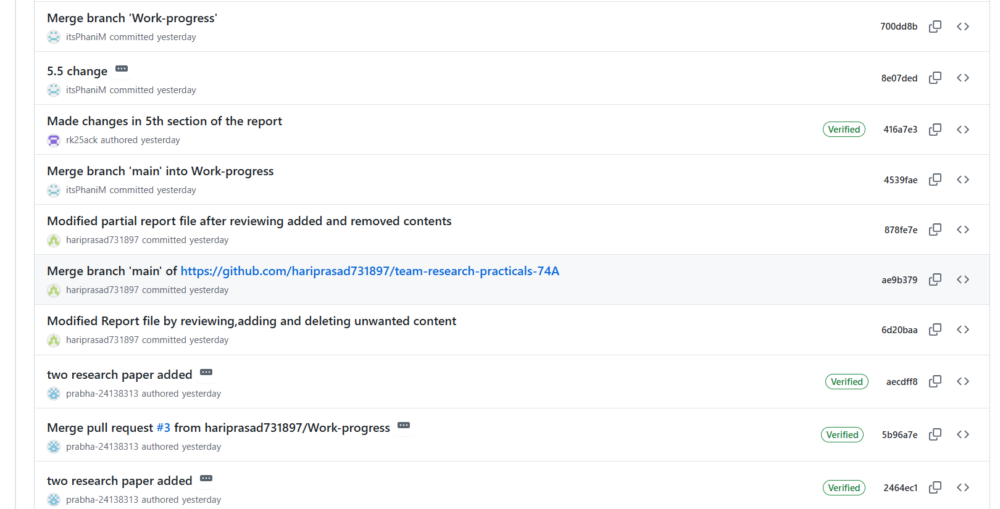 Merge branch 'Work-progress'
itsPhaniM committed yesterday
700dd8b
5.5 change
itsPhaniM committed yesterday
8e07ded
Made changes in 5th section of the report
rk25ack authored yesterday
Verified 416a7e3
Merge branch 'main' into Work-progress
itsPhaniM committed yesterday
4539fae
Modified partial report file after reviewing added and removed contents
hariprasad731897 committed yesterday
878fe7e
Merge branch 'main' of https://github.com/hariprasad731897/team-research-practicals-74A
hariprasad731897 committed yesterday
ae9b379
Modified Report file by reviewing,adding and deleting unwanted content
hariprasad731897 committed yesterday
6d20baa
two research paper added
prabha-24138313 authored yesterday
Verified aecdff8
Merge pull request #3 from hariprasad731897/Work-progress
prabha-24138313 authored yesterday
Verified 5b96a7e
two research paper added
prabha-24138313 authored yesterday
Verified 2464ec1